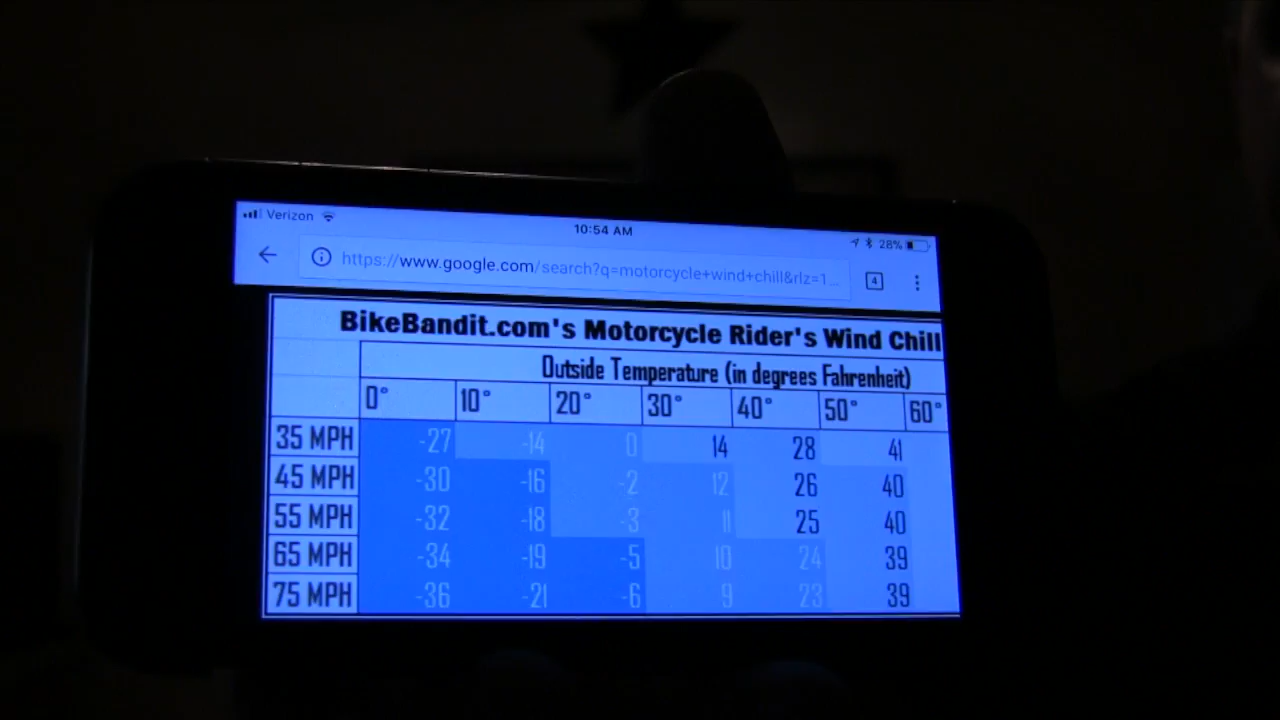 Verizon
10:54 AM
28%
https://www.google.com/search?q=motorcycle+wind+chill&rlz=1...
4
BikeBandit.com's Motorcycle Rider's Wind Chill
Outside Temperature (in degrees Fahrenheit)
0° 10° 20° 30° 40° 50° 60°
35 MPH -27 -14 0 14 28 41
45 MPH -30 -16 -2 12 26 40
55 MPH -32 -18 -3 11 25 40
65 MPH -34 -19 -5 10 24 39
75 MPH -36 -21 -6 9 23 39